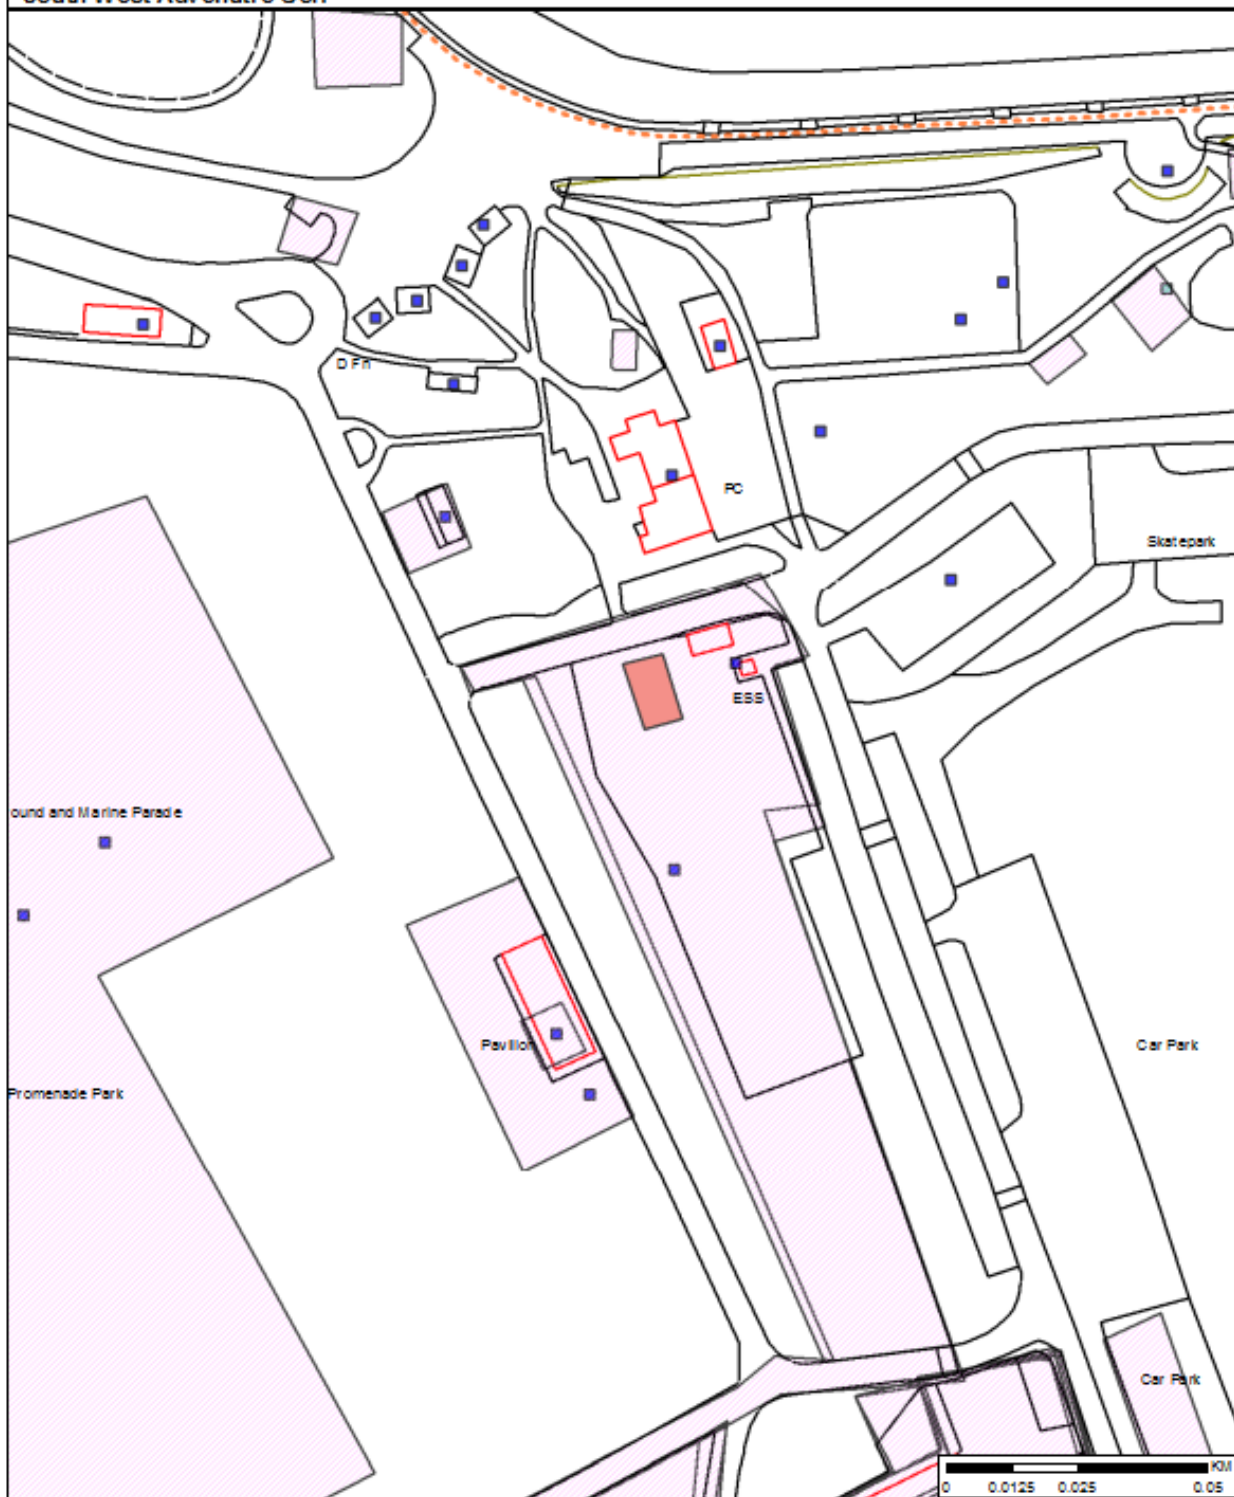 D Fn
PC
Skatepark
ESS
ound and Marine Parade
Pavilion
Car Park
Promenade Park
Car Park
KM
0 0.0125 0.025 0.05